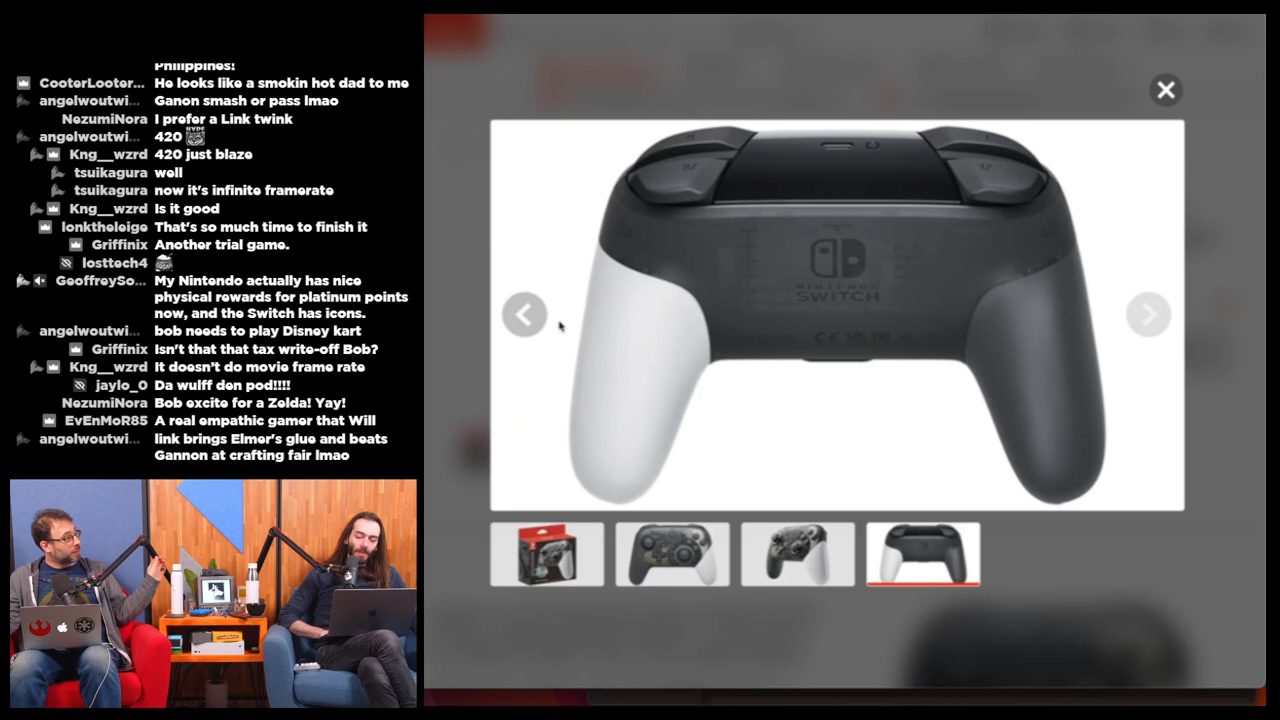 Philippines!
CooterLooter... He looks like a smokin hot dad to me
angelwoutwi... Ganon smash or pass lmao
NezumiNora I prefer a Link twink
angelwoutwi... 420
Kng__wzrd 420 just blaze
tsuikagura well
tsuikagura now it's infinite framerate
Kng__wzrd Is it good
lonktheleige That's so much time to finish it
Griffinix Another trial game.
losttech4
GeoffreySo... My Nintendo actually has nice
physical rewards for platinum points
now, and the Switch has icons.
angelwoutwi... bob needs to play Disney kart
Griffinix Isn't that that tax write-off Bob?
Kng__wzrd It doesn't do movie frame rate
jaylo_0 Da wulff den pod!!!!
NezumiNora Bob excite for a Zelda! Yay!
EvEnMoR85 A real empathic gamer that Will
angelwoutwi... link brings Elmer's glue and beats
Gannon at crafting fair lmao
NINTENDO
SWITCH